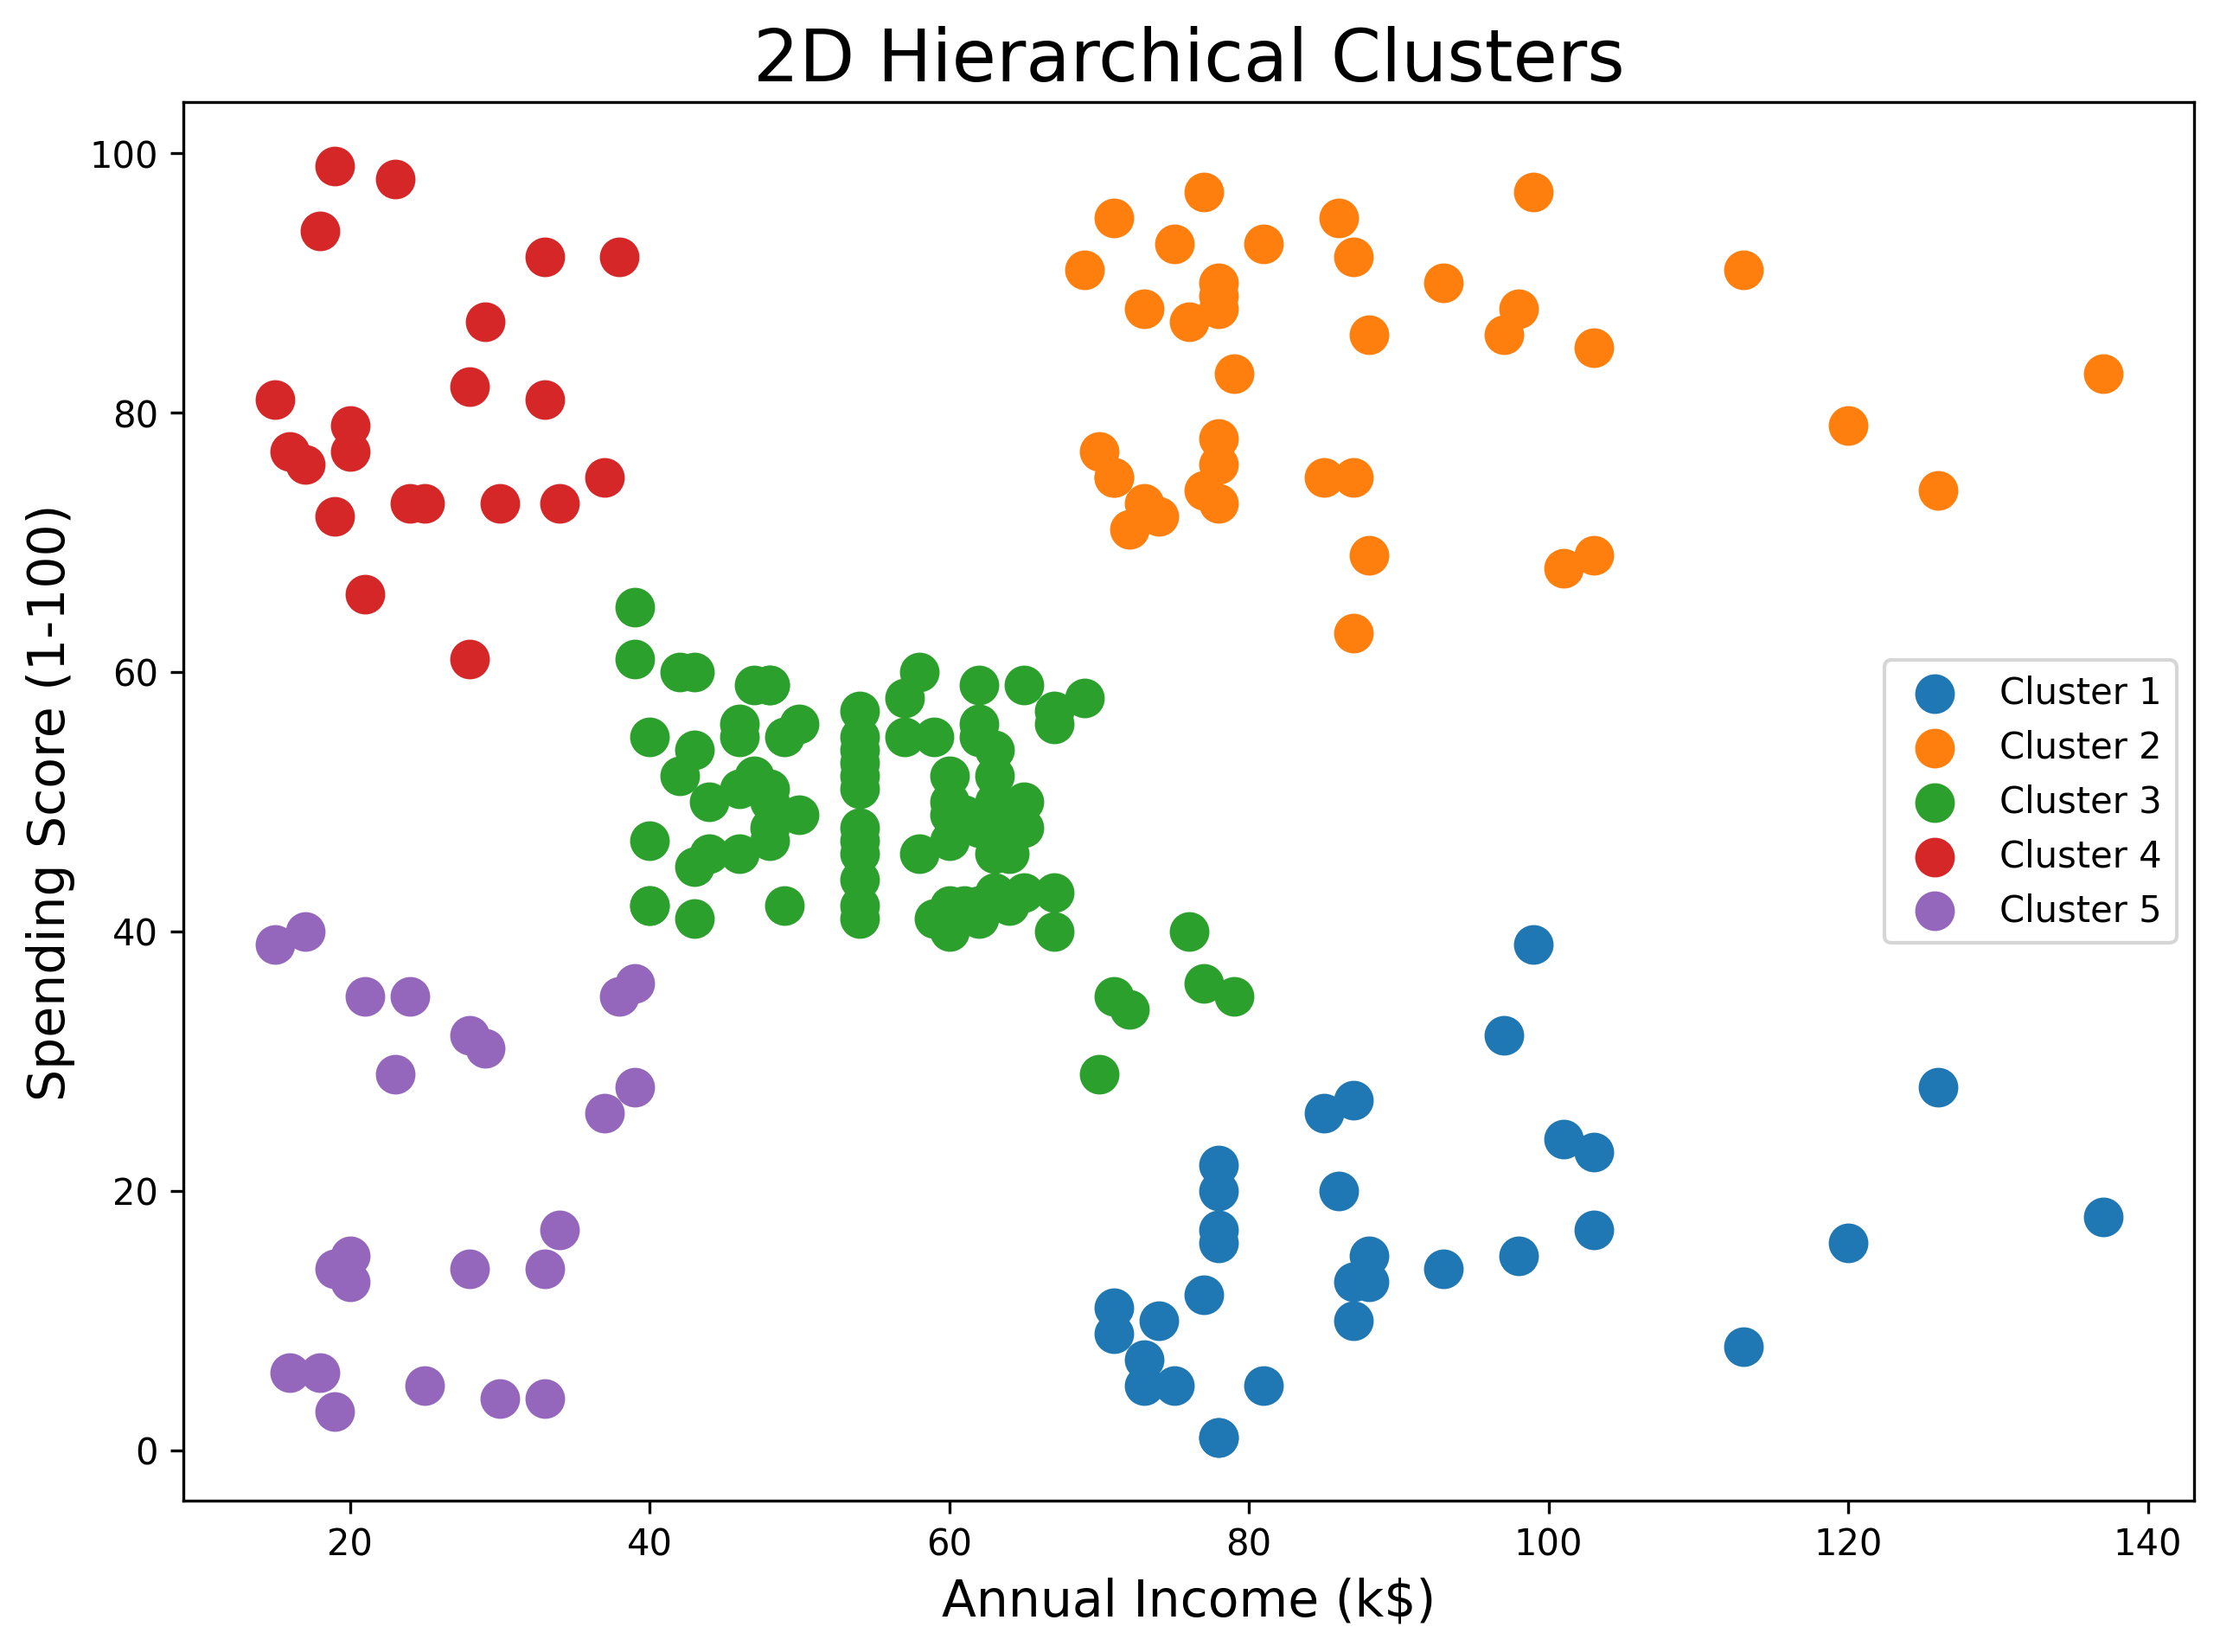 2D Hierarchical Clusters
100
80
60
40
20
0
Spending Score (1-100)
Cluster 1
Cluster 2
Cluster 3
Cluster 4
Cluster 5
20 40 60 80 100 120 140
Annual Income (k$)